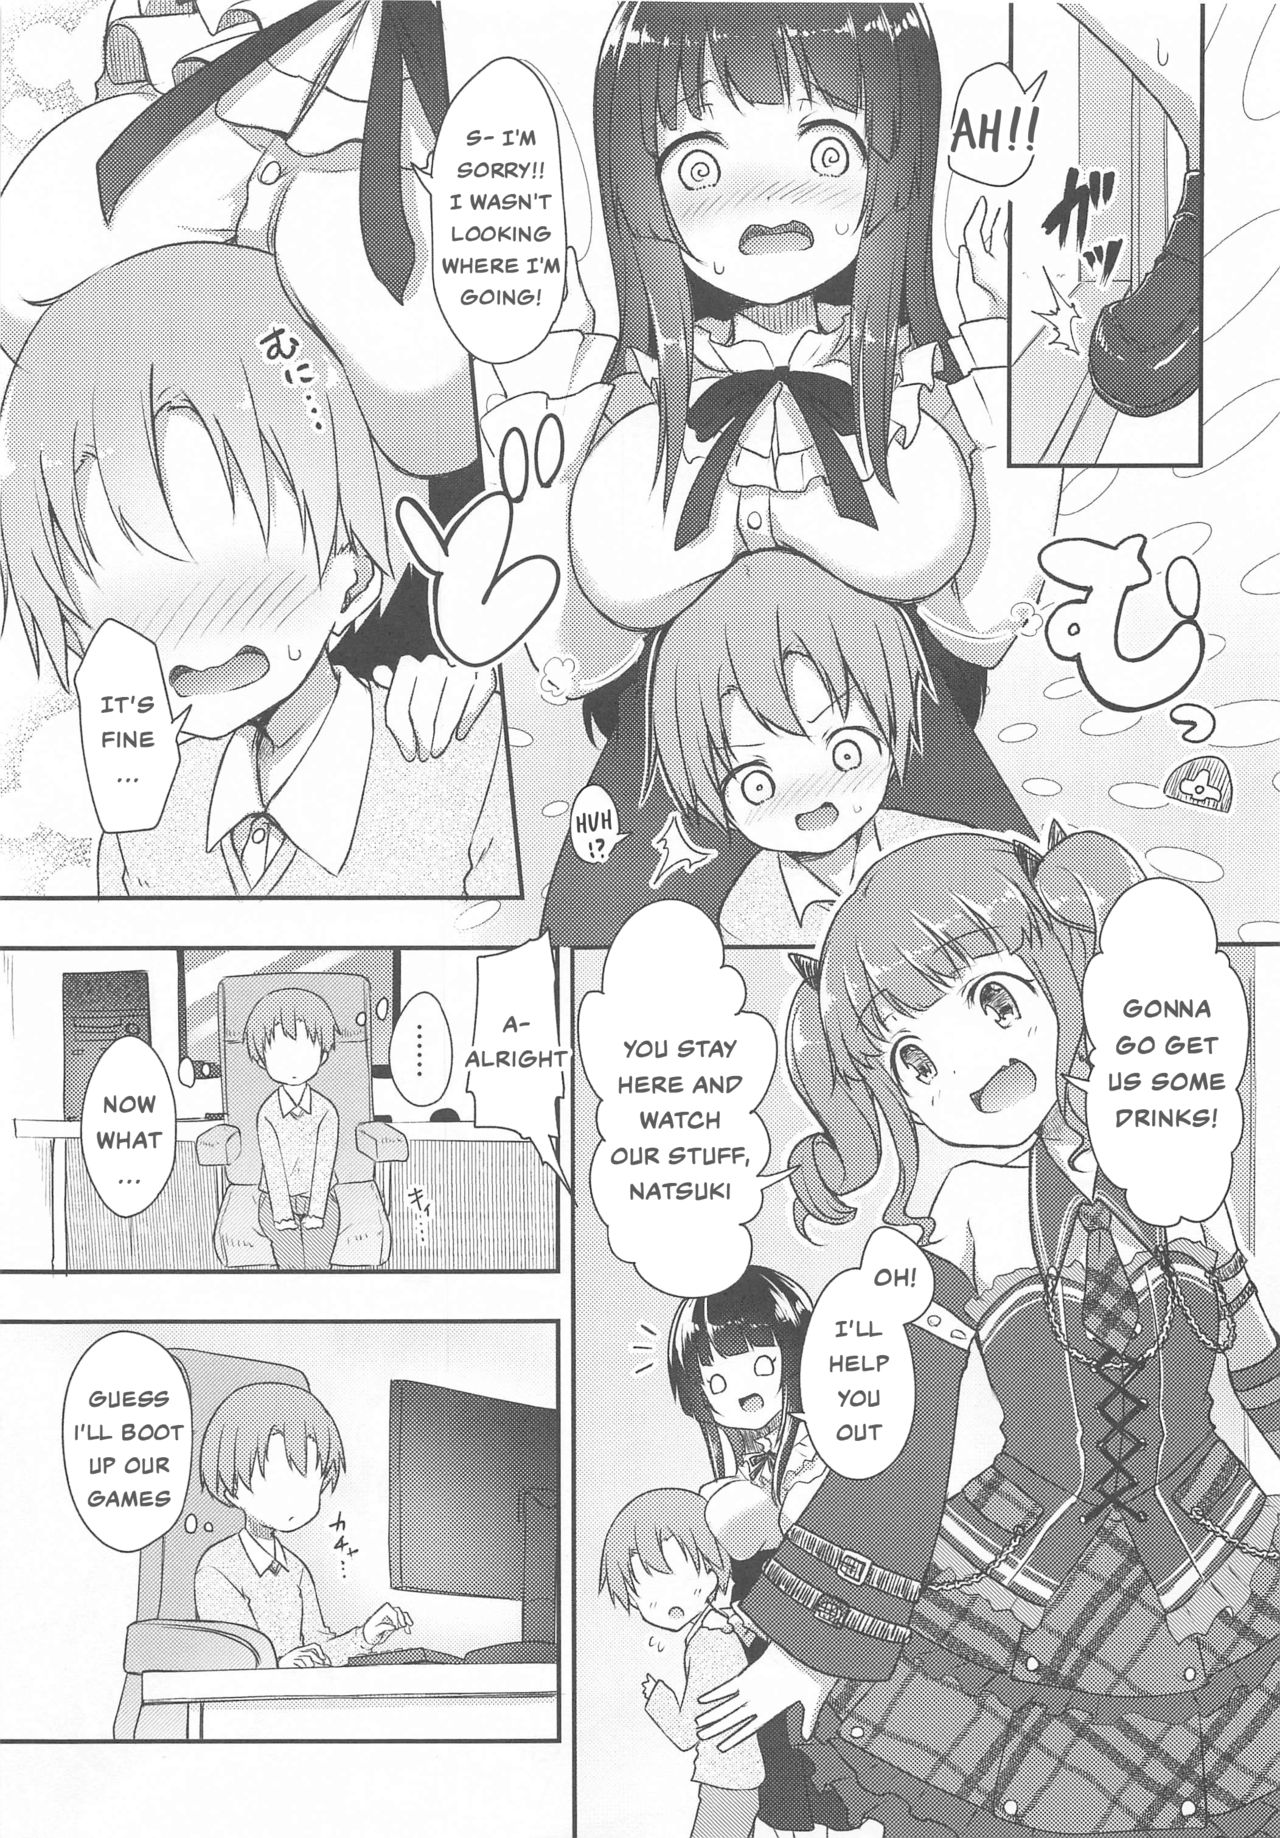 AH!!
ガッ
S- I'M
SORRY!!
I WASN'T
LOOKING
WHERE I'M
GOING!
むにっ
HUH
!?
むに…
IT'S
FINE
...
GONNA
GO GET
US SOME
DRINKS!
YOU STAY
HERE AND
WATCH
OUR STUFF,
NATSUKI
OH!
I'LL
HELP
YOU
OUT
A-
ALRIGHT
......
NOW
WHAT
...
キィ…
GUESS
I'LL BOOT
UP OUR
GAMES
カチャ…